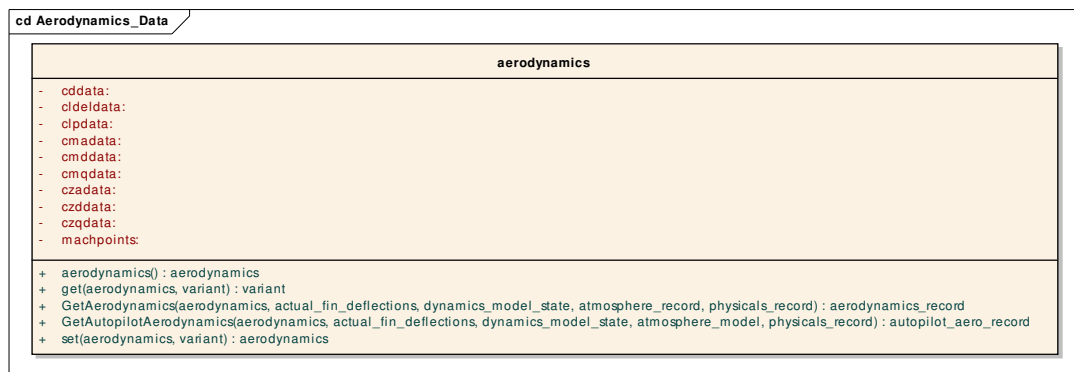 cd Aerodynamics_Data
aerodynamics
- cddata:
- cldeldata:
- clpdata:
- cmadata:
- cmddata:
- cmqdata:
- czadata:
- czddata:
- czqdata:
- machpoints:
+ aerodynamics() : aerodynamics
+ get(aerodynamics, variant) : variant
+ GetAerodynamics(aerodynamics, actual_fin_deflections, dynamics_model_state, atmosphere_record, physicals_record) : aerodynamics_record
+ GetAutopilotAerodynamics(aerodynamics, actual_fin_deflections, dynamics_model_state, atmosphere_model, physicals_record) : autopilot_aero_record
+ set(aerodynamics, variant) : aerodynamics